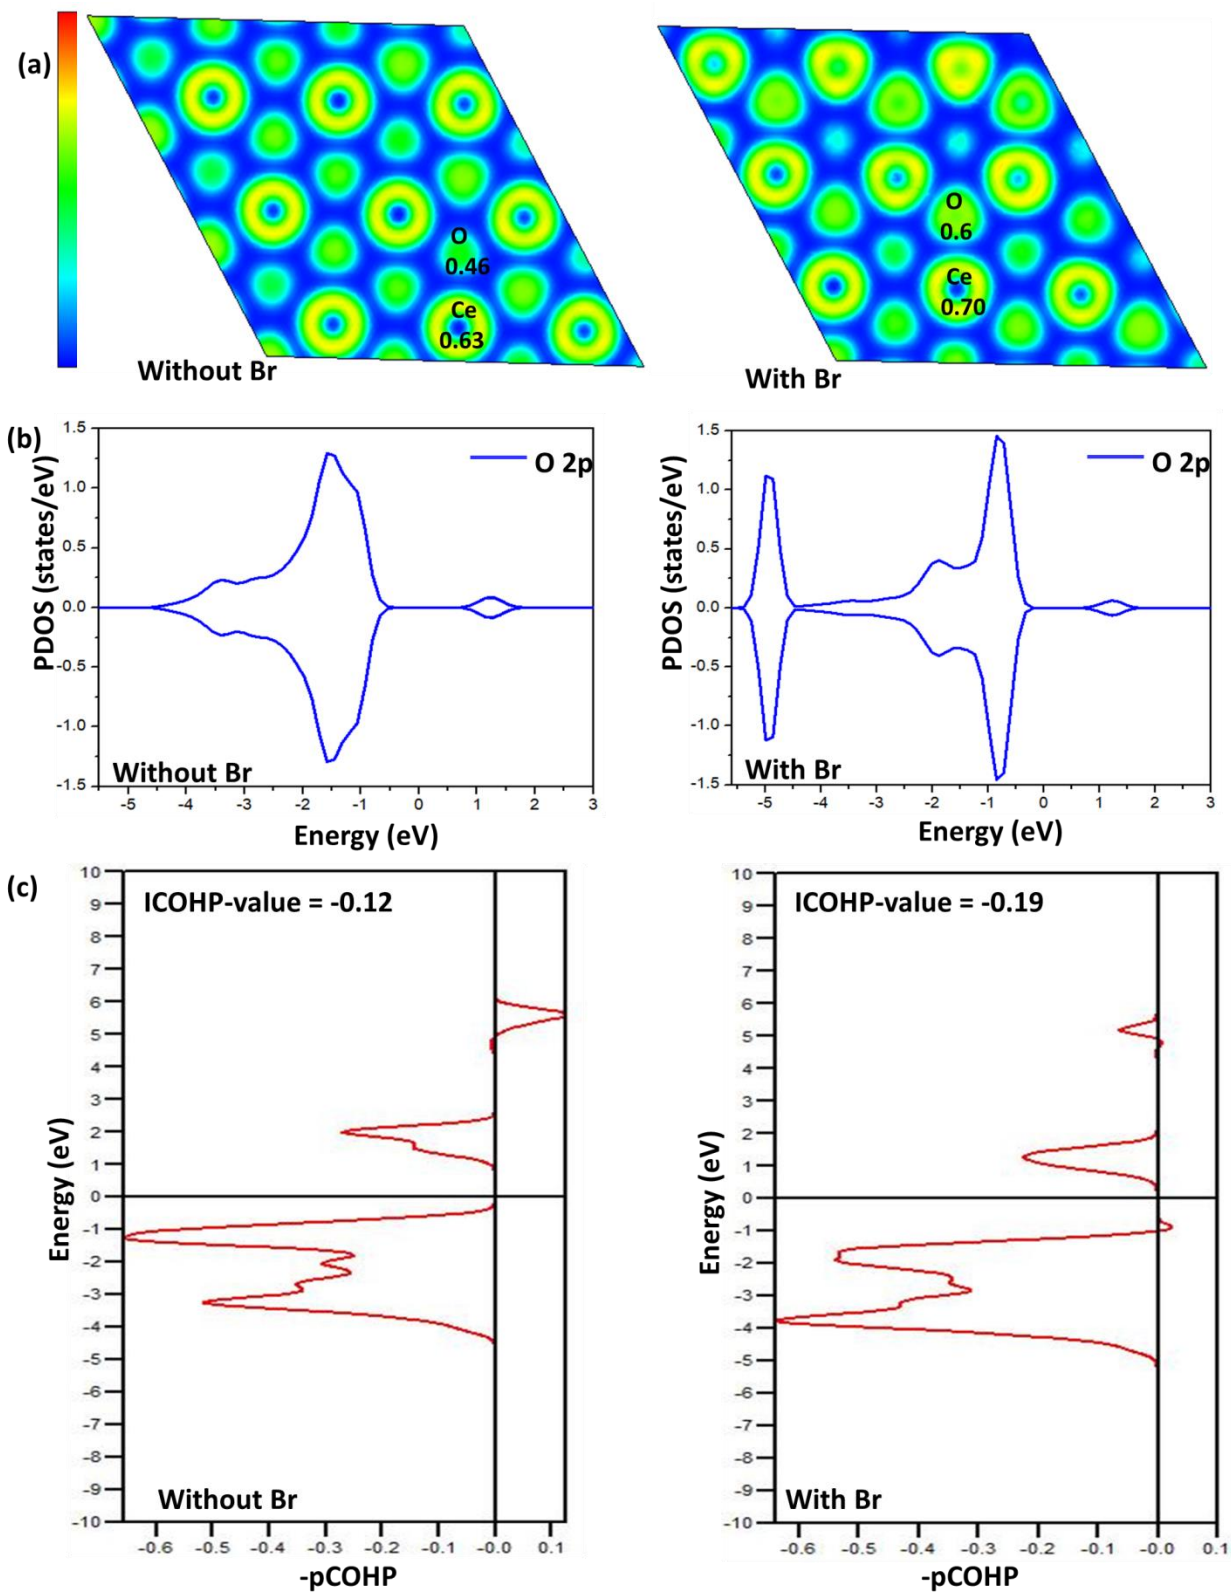 (a)
O
0.46
Ce
0.63
Without Br
O
0.6
Ce
0.70
With Br
(b)
PDOS (states/eV)
1.5
1.0
0.5
0.0
-0.5
-1.0
-1.5
O 2p
Without Br
-5 -4 -3 -2 -1 0 1 2 3
Energy (eV)
PDOS (states/eV)
1.5
1.0
0.5
0.0
-0.5
-1.0
-1.5
O 2p
With Br
-5 -4 -3 -2 -1 0 1 2 3
Energy (eV)
(c)
ICOHP-value = -0.12
Energy (eV)
10
9
8
7
6
5
4
3
2
1
0
-1
-2
-3
-4
-5
-6
-7
-8
-9
-10
Without Br
-0.6 -0.5 -0.4 -0.3 -0.2 -0.1 -0.0 0.1
-pCOHP
ICOHP-value = -0.19
Energy (eV)
10
9
8
7
6
5
4
3
2
1
0
-1
-2
-3
-4
-5
-6
-7
-8
-9
-10
With Br
-0.6 -0.5 -0.4 -0.3 -0.2 -0.1 -0.0 0.1
-pCOHP